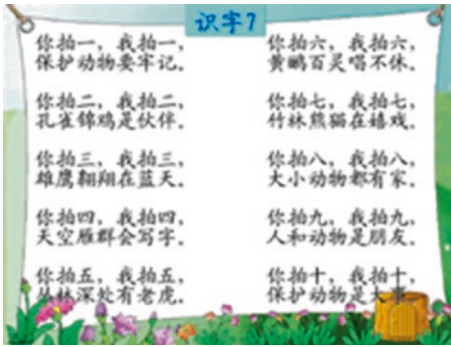 识字7
你拍一，我拍一，
保护动物要牢记。
你拍二，我拍二，
孔雀锦鸡是伙伴。
你拍三，我拍三，
雄鹰翱翔在蓝天。
你拍四，我拍四，
天空雁群会写字。
你拍五，我拍五，
丛林深处有老虎。
你拍六，我拍六，
黄鹂百灵唱不休。
你拍七，我拍七，
竹林熊猫在嬉戏。
你拍八，我拍八，
大小动物都有家。
你拍九，我拍九，
人和动物是朋友。
你拍十，我拍十，
保护动物是大事。